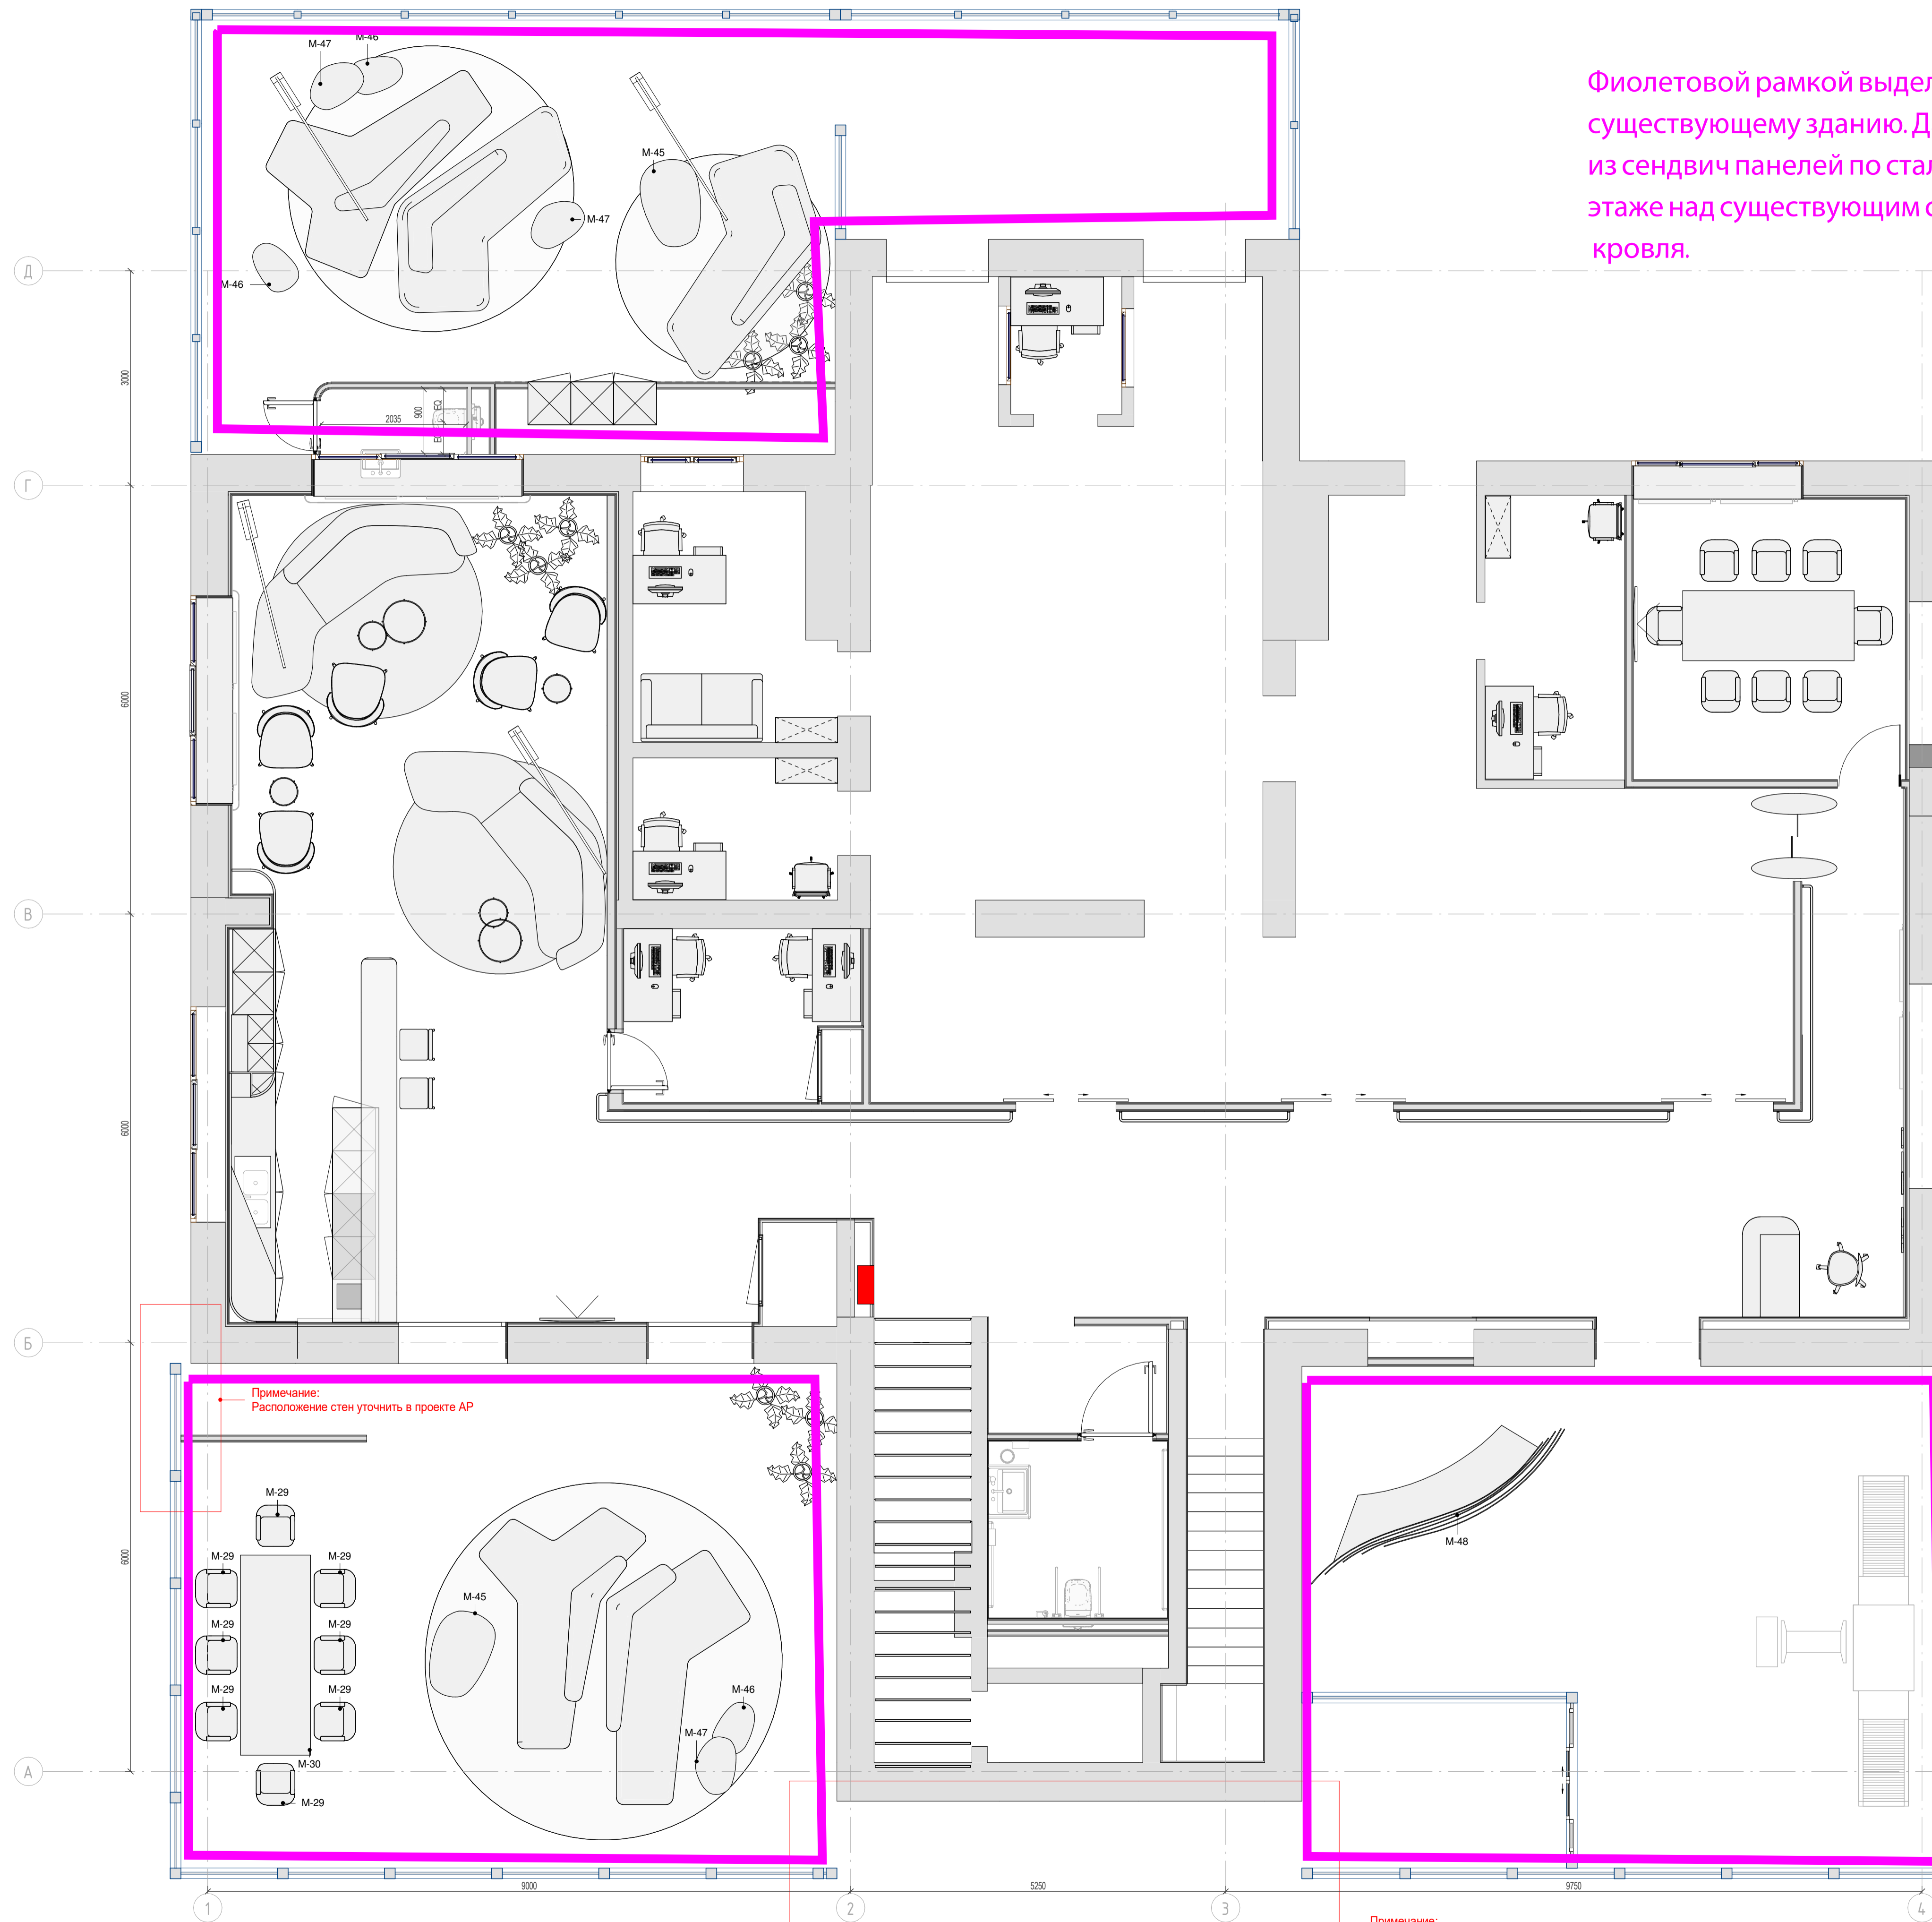 M-47
M-46
Фиолетовой рамкой выдел
существующему зданию. Д
из сендвич панелей по стал
этаже над существующим с
кровля.
M-45
M-47
M-46
Д
3000
2035
900
EQ
Г
6000
В
6000
Б
Примечание:
Расположение стен уточнить в проекте АР
6000
M-29
M-29
M-29
M-45
M-48
M-29
M-29
M-29
M-29
M-46
M-47
M-30
А
M-29
9000
5250
9750
1
2
3
4
Примечание: